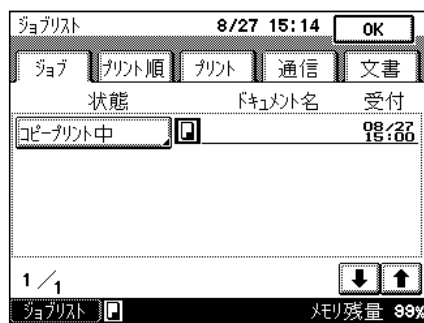 ジョブリスト 8/27 15:14 OK
ジョブ プリント順 プリント 通信 文書
状態 ドキュメント名 受付
コピープリント中 08/27
15:00
1/1
ジョブリスト メモリ残量 99%